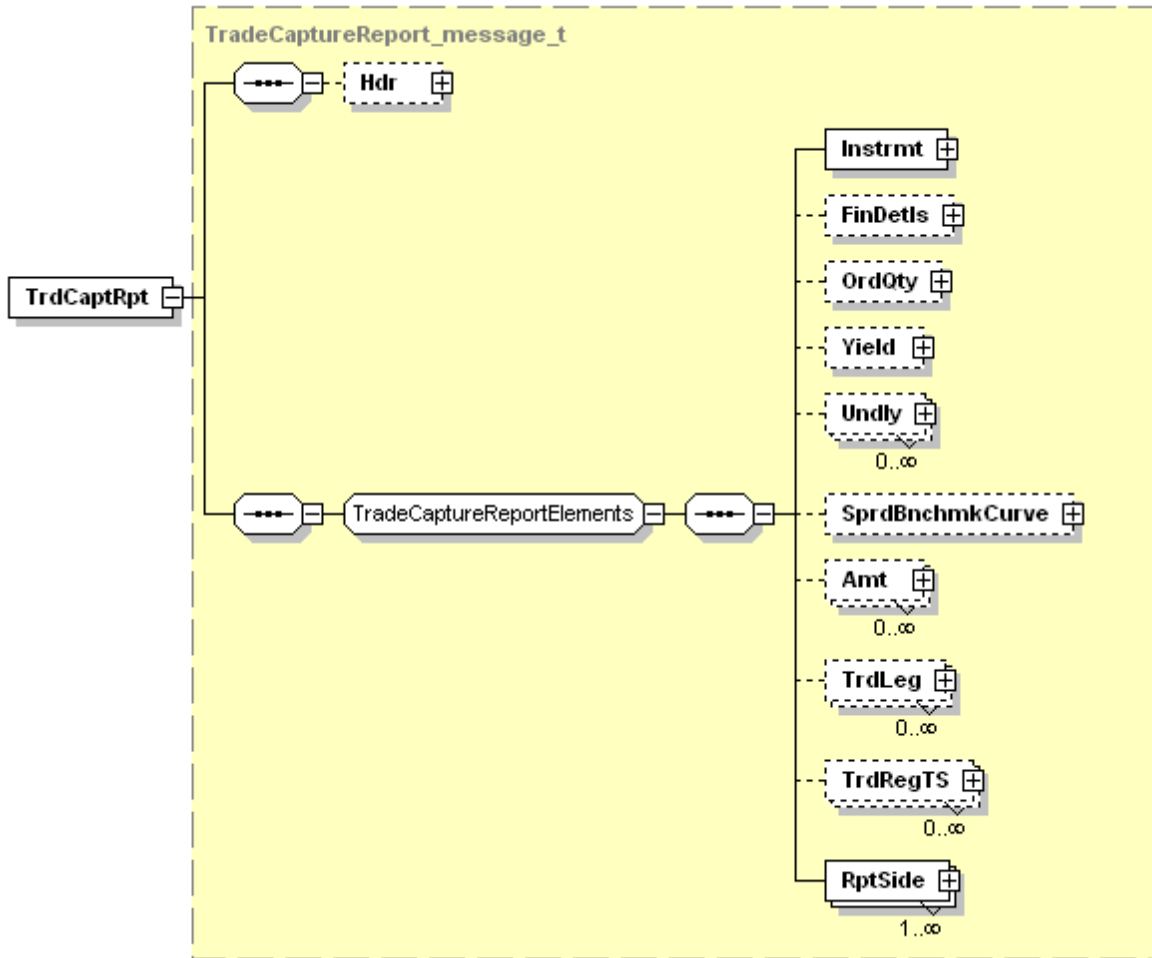 TradeCaptureReport_message_t
Hdr
Instrmt
FinDetls
OrdQty
TrdCaptRpt
Yield
Undly
0..∞
TradeCaptureReportElements
SprdBnchmkCurve
Amt
0..∞
TrdLeg
0..∞
TrdRegTS
0..∞
RptSide
1..∞